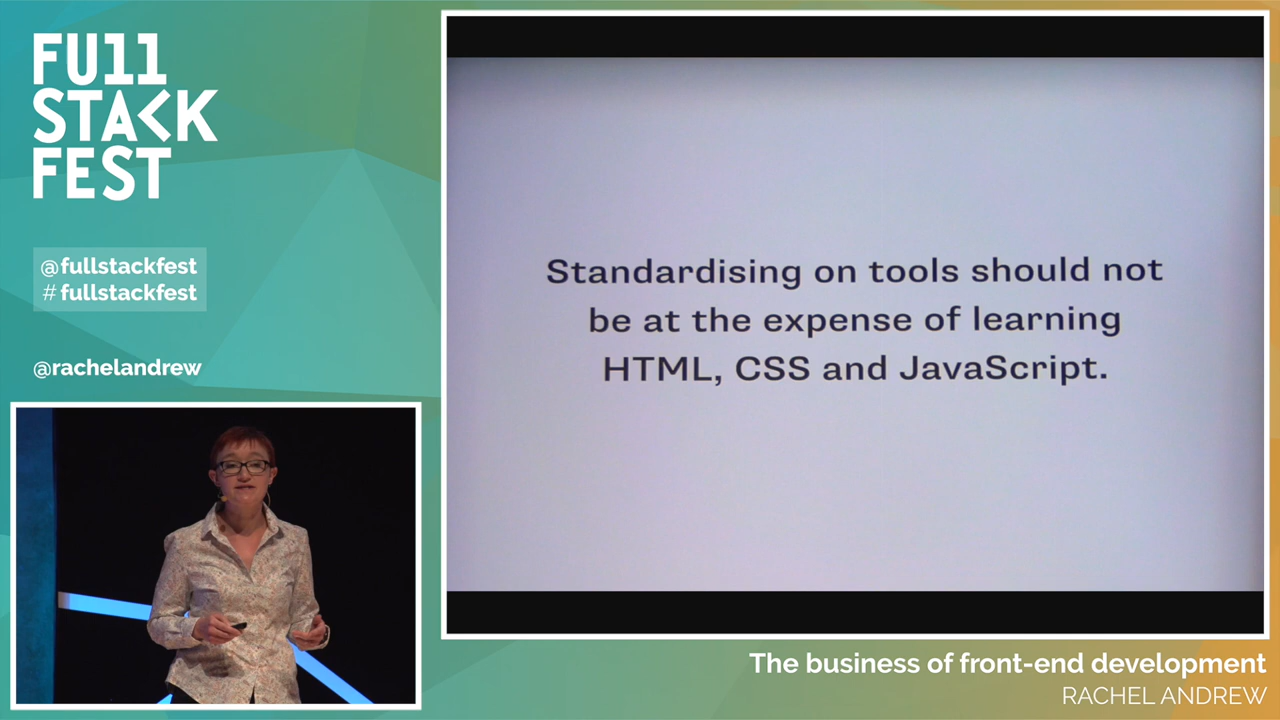 FULL
STACK
FEST
@fullstackfest
# fullstackfest
@rachelandrew
Standardising on tools should not
be at the expense of learning
HTML, CSS and JavaScript.
The business of front-end development
RACHEL ANDREW